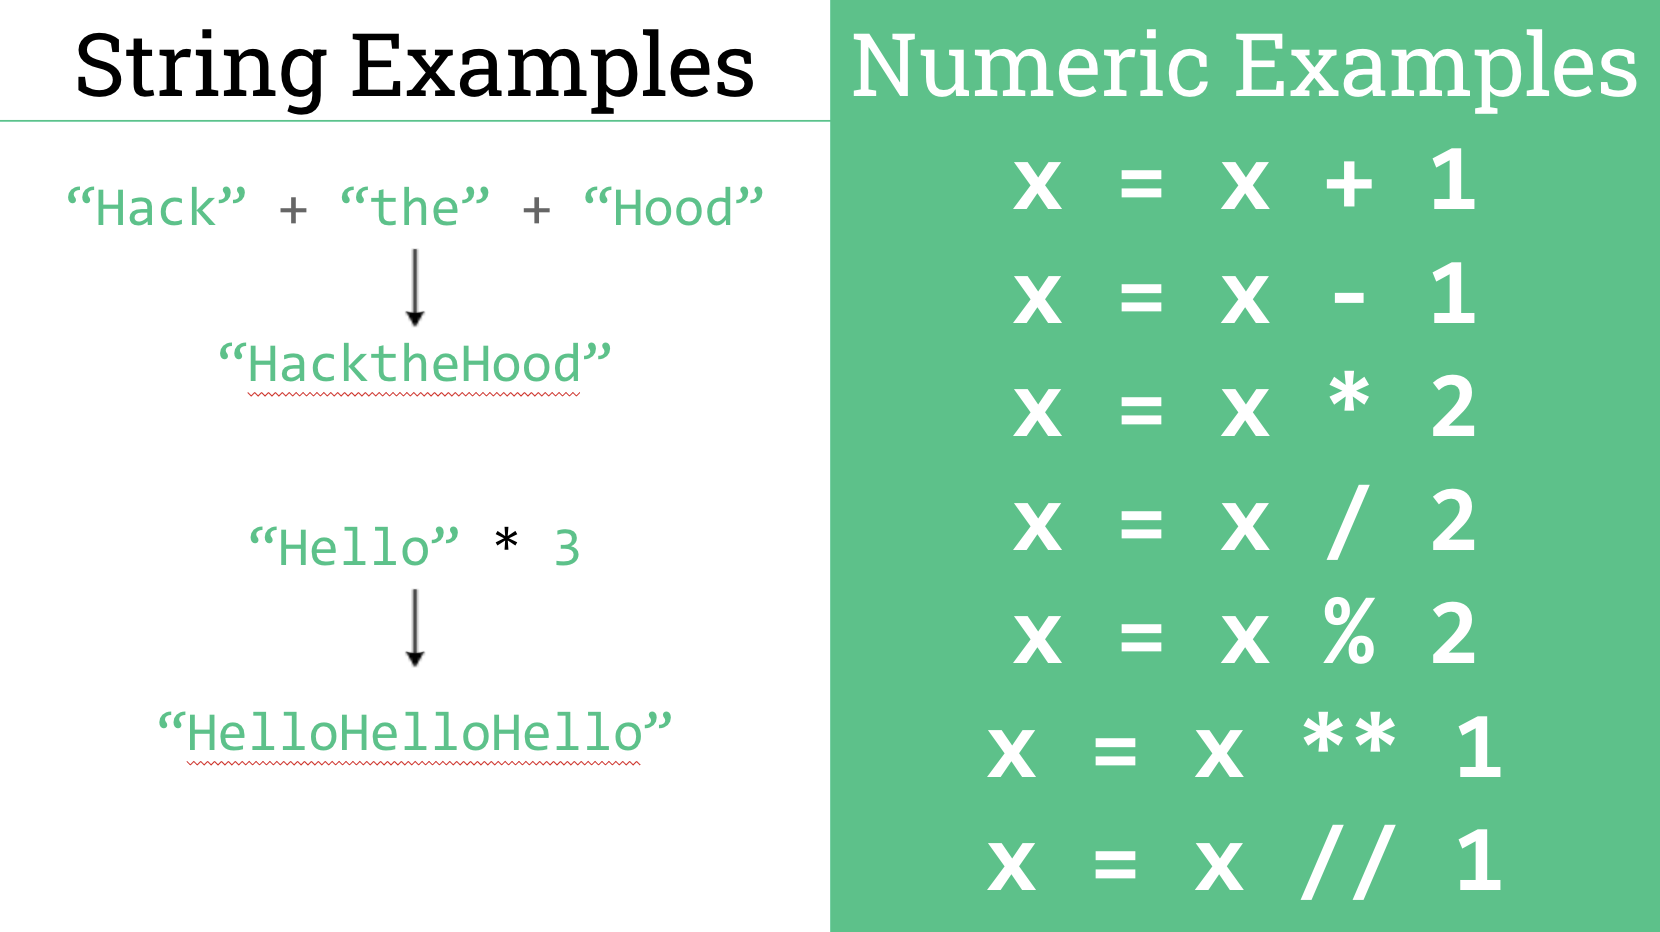 String Examples
“Hack” + “the” + “Hood”
“HacktheHood”
“Hello” * 3
“HelloHelloHello”
Numeric Examples
x = x + 1
x = x - 1
x = x * 2
x = x / 2
x = x % 2
x = x ** 1
x = x // 1